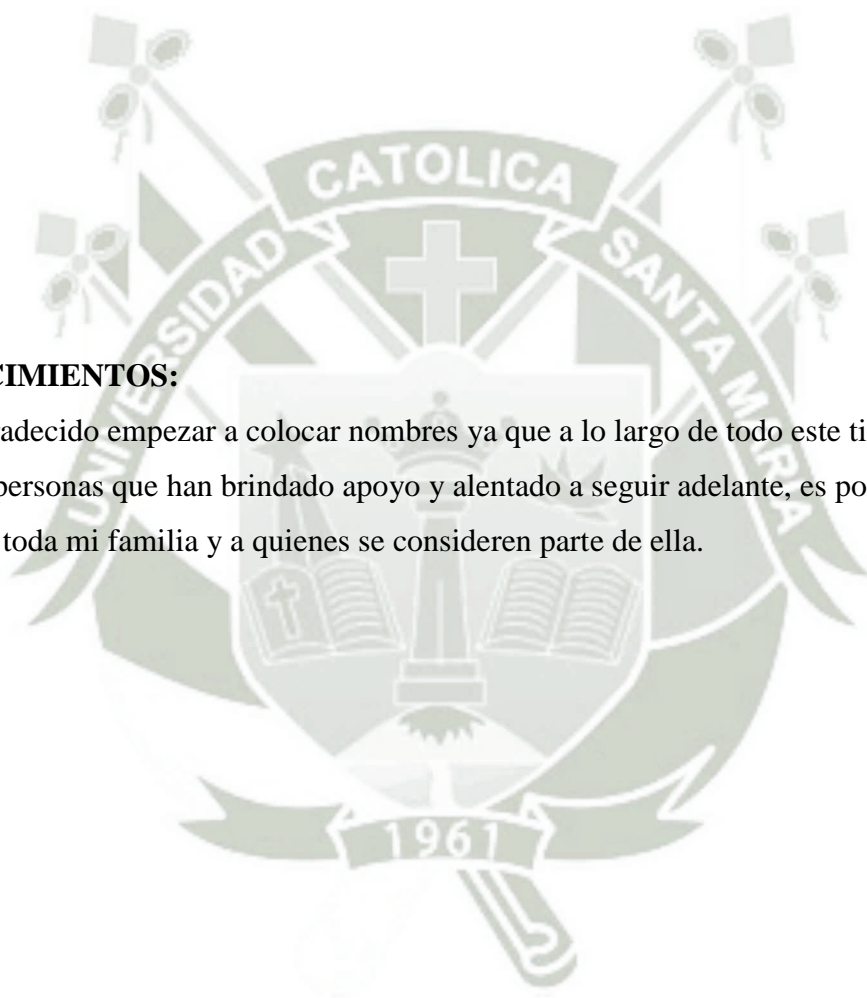 UNIVERSIDAD CATOLICA SANTA MARIA
CIMIENTOS:
adecido empezar a colocar nombres ya que a lo largo de todo este ti
personas que han brindado apoyo y alentado a seguir adelante, es po
toda mi familia y a quienes se consideren parte de ella.
1961